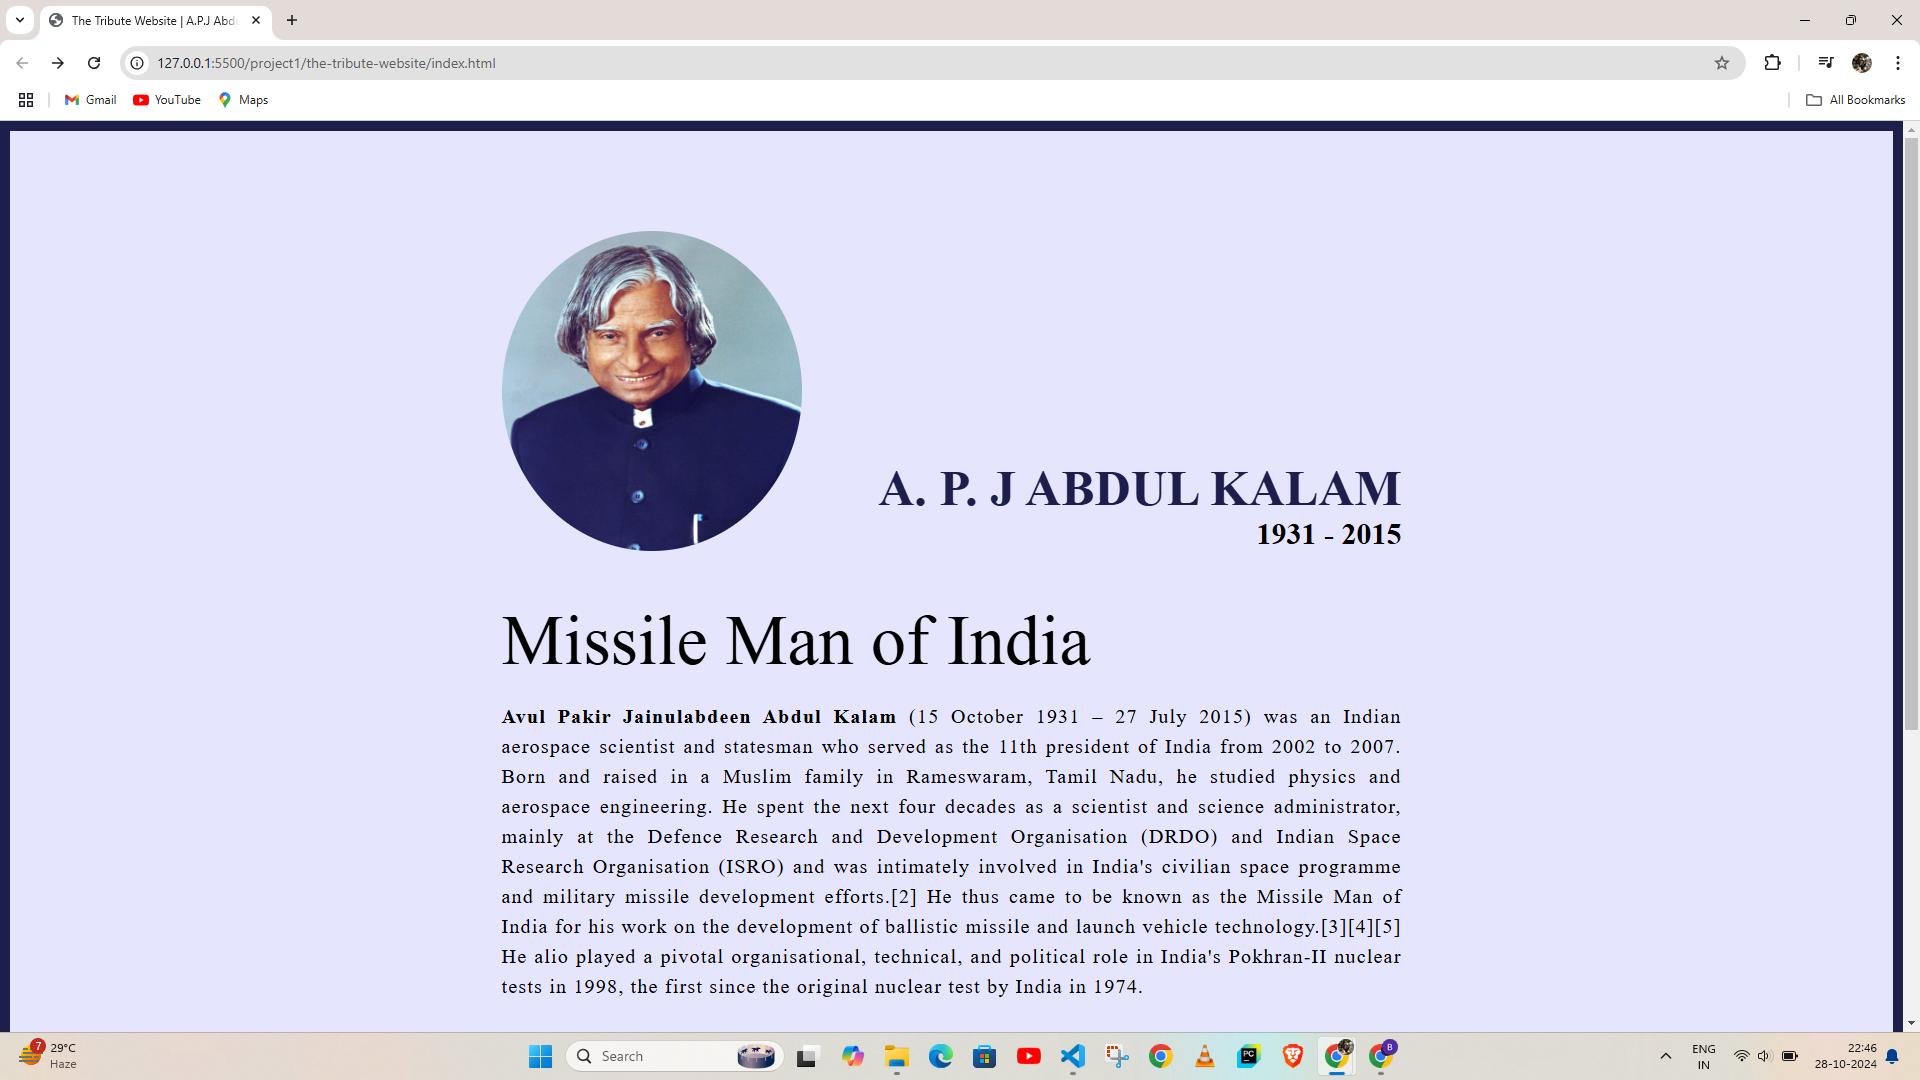 The Tribute Website | A.P.J Abdu
127.0.0.1:5500/project1/the-tribute-website/index.html
Gmail
YouTube
Maps
All Bookmarks
A. P. J ABDUL KALAM
1931 - 2015
Missile Man of India
Avul Pakir Jainulabdeen Abdul Kalam (15 October 1931 – 27 July 2015) was an Indian
aerospace scientist and statesman who served as the 11th president of India from 2002 to 2007.
Born and raised in a Muslim family in Rameswaram, Tamil Nadu, he studied physics and
aerospace engineering. He spent the next four decades as a scientist and science administrator,
mainly at the Defence Research and Development Organisation (DRDO) and Indian Space
Research Organisation (ISRO) and was intimately involved in India's civilian space programme
and military missile development efforts.[2] He thus came to be known as the Missile Man of
India for his work on the development of ballistic missile and launch vehicle technology.[3][4][5]
He alio played a pivotal organisational, technical, and political role in India's Pokhran-II nuclear
tests in 1998, the first since the original nuclear test by India in 1974.
7
29°C
Haze
Search
PC
B
ENG
IN
22:46
28-10-2024